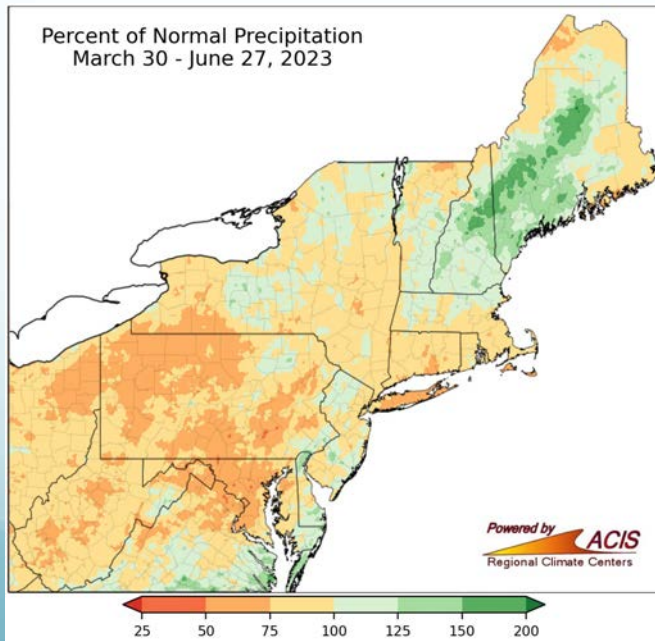 Percent of Normal Precipitation
March 30 - June 27, 2023
Powered by
ACIS
Regional Climate Centers
25 50 75 100 125 150 200